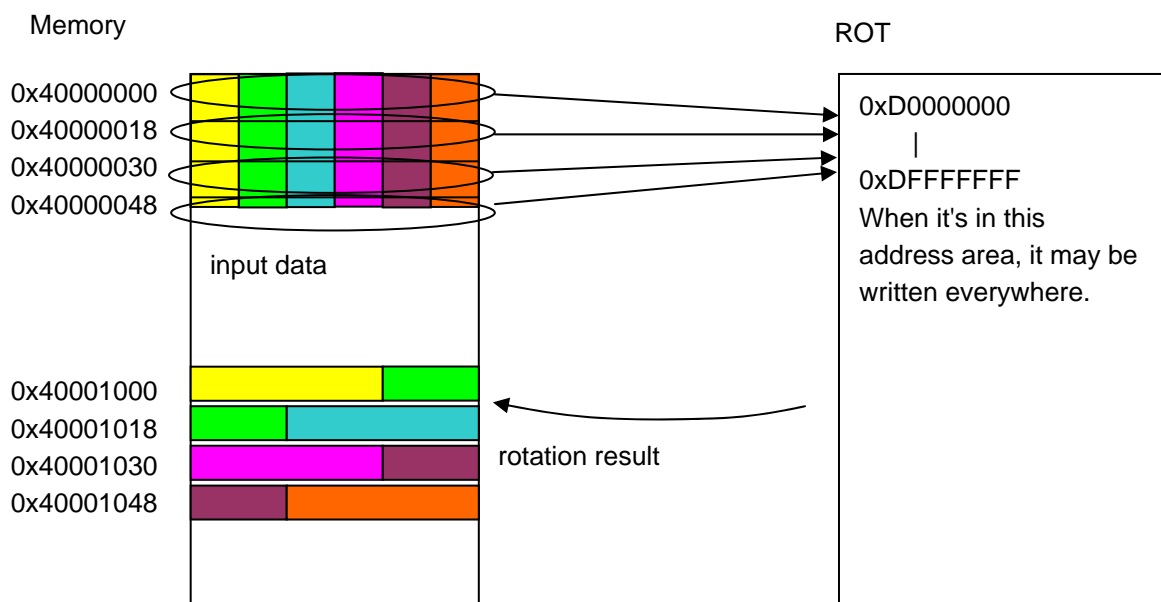 Memory
ROT
0x40000000
0x40000018
0x40000030
0x40000048
input data
0xD0000000
|
0xDFFFFFFF
When it's in this
address area, it may be
written everywhere.
0x40001000
0x40001018
0x40001030
0x40001048
rotation result